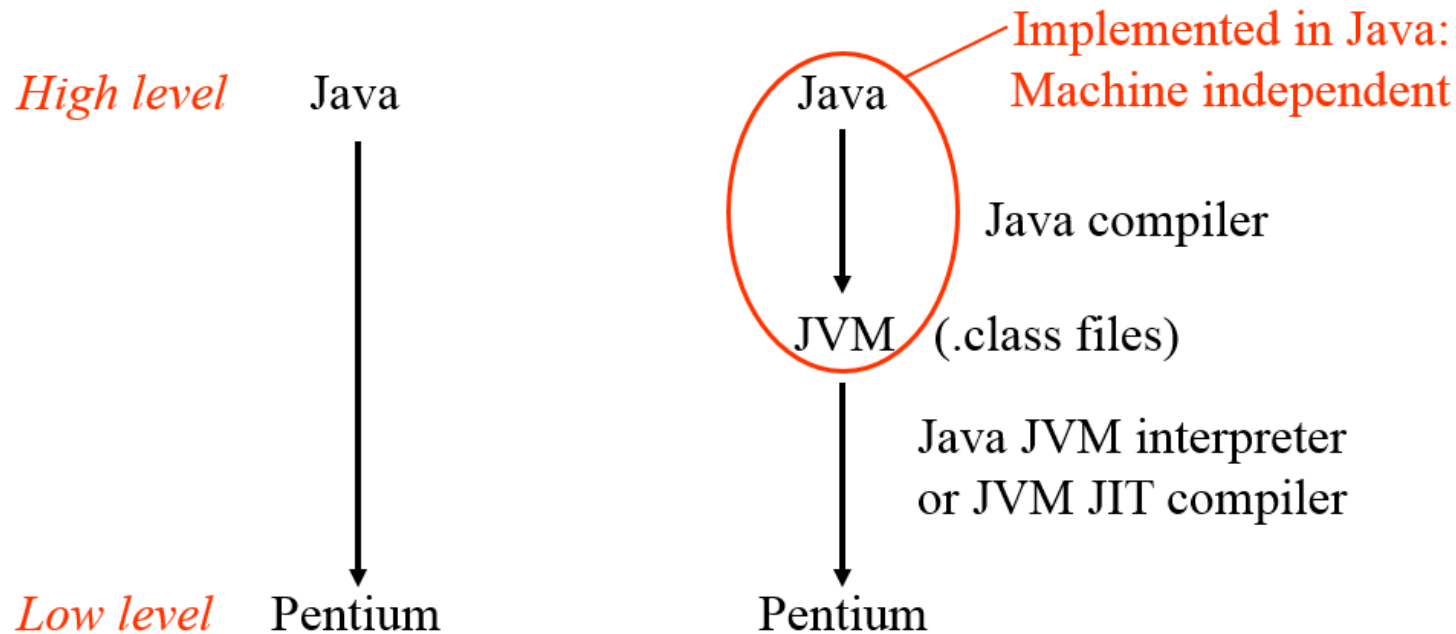 Implemented in Java:
High level
Java
Java
Machine independent
Java compiler
JVM
(.class files)
Java JVM interpreter
or JVM JIT compiler
Low level
Pentium
Pentium